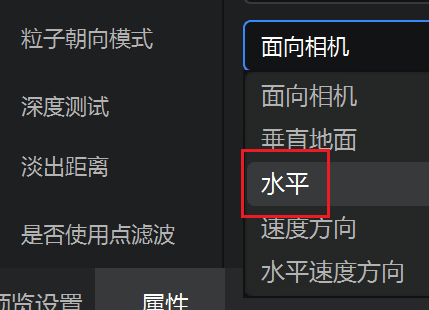 粒子朝向模式
面向相机
面向相机
深度测试
垂直地面
淡出距离
水平
是否使用点滤波
速度方向
水平速度方向
预览设置
属性